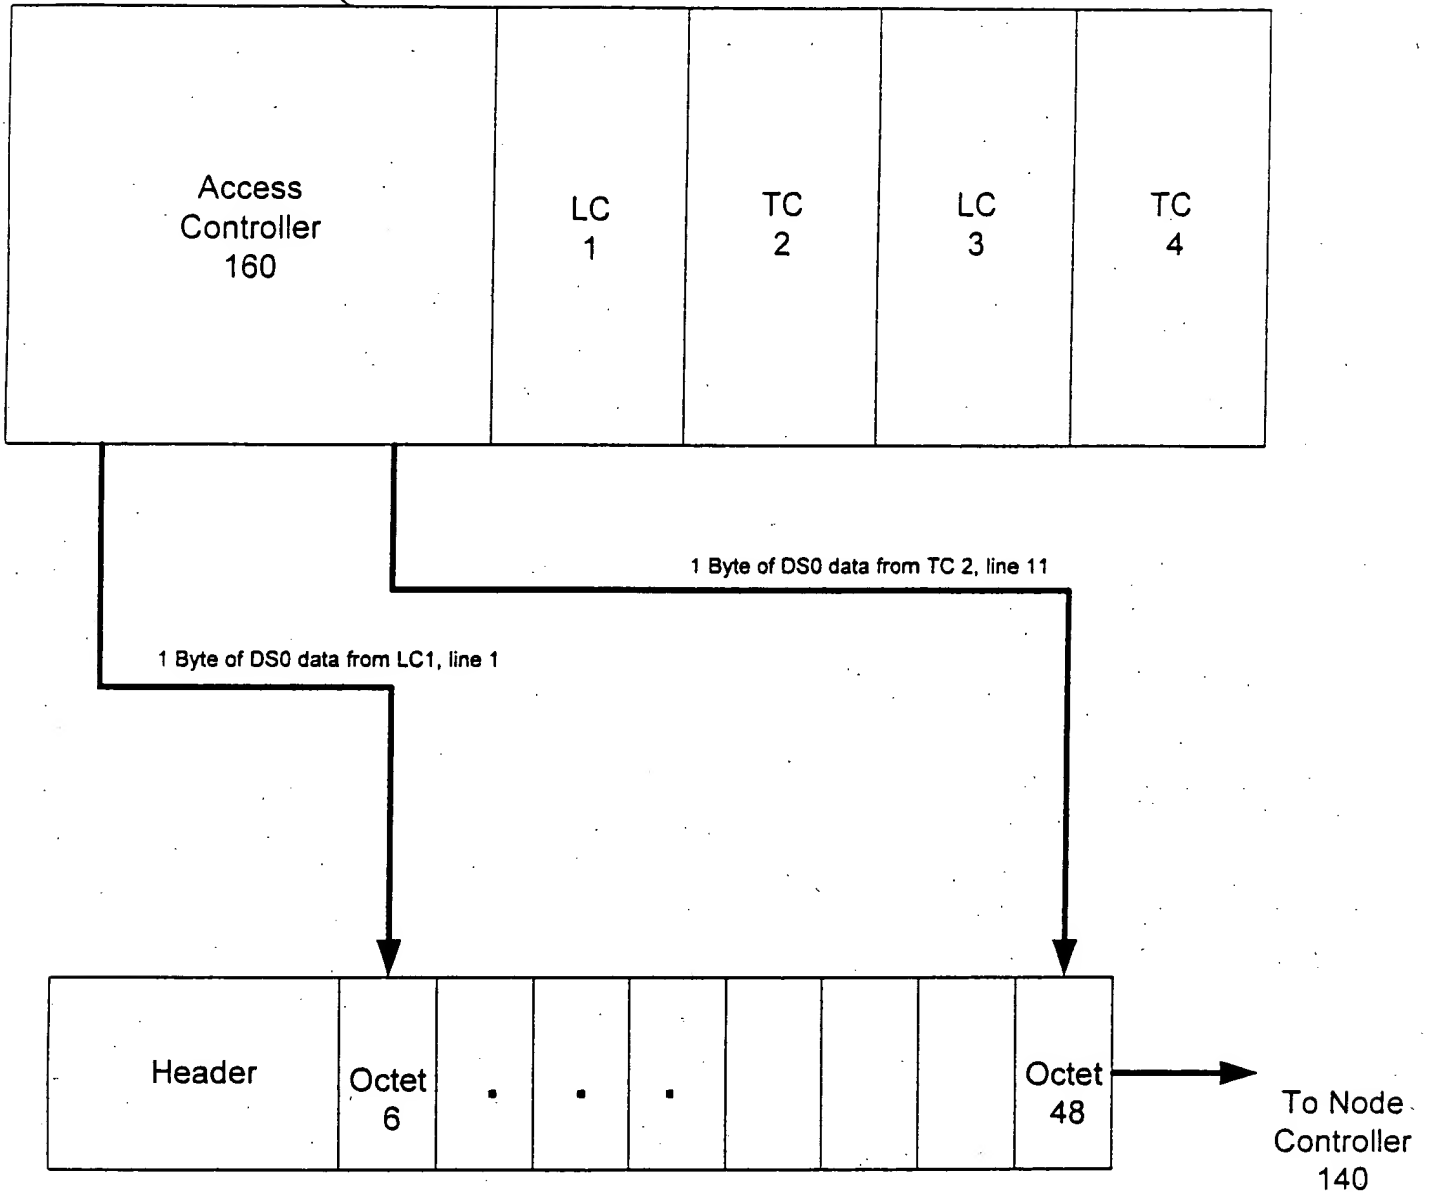 Access
Controller
160
LC
1
TC
2
LC
3
TC
4
1 Byte of DS0 data from TC 2, line 11
1 Byte of DS0 data from LC1, line 1
Header
Octet
6
. . .
Octet
48
To Node
Controller
140